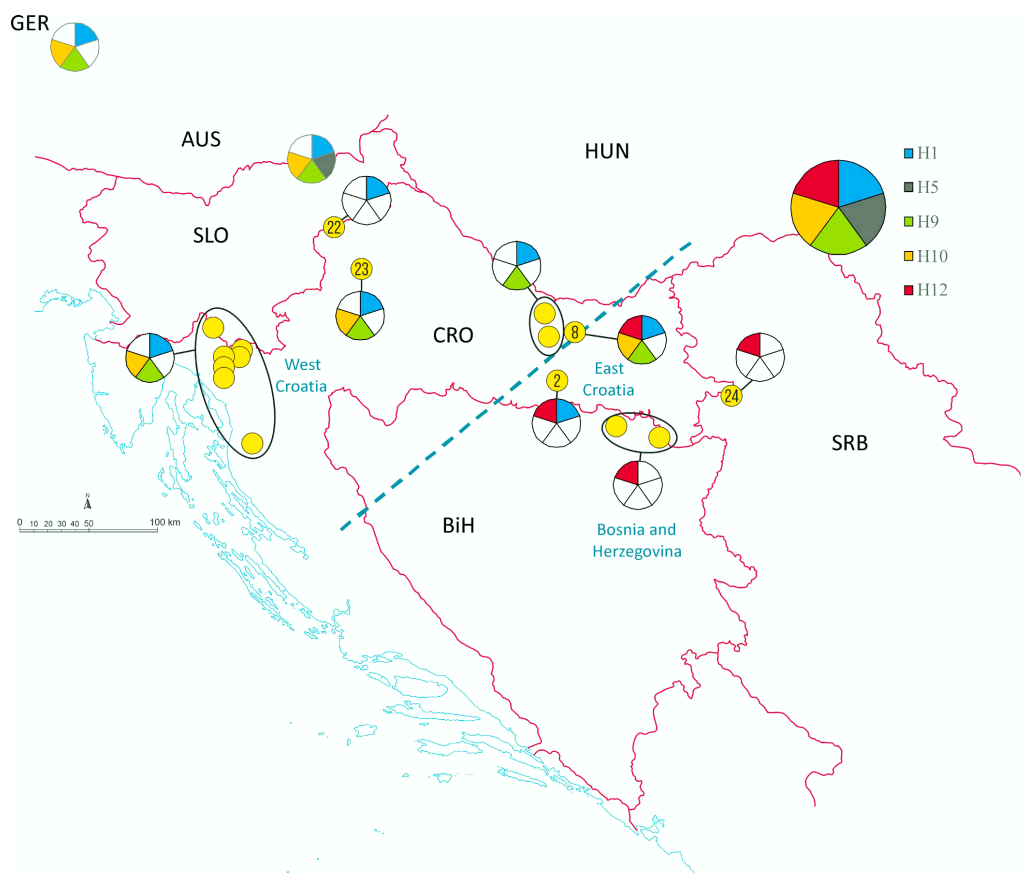 GER
AUS
HUN
H1
H5
H9
H10
H12
22
SLO
23
CRO
8
West
Croatia
East
Croatia
2
24
SRB
N
0 10 20 30 40 50 100 km
BiH
Bosnia and
Herzegovina